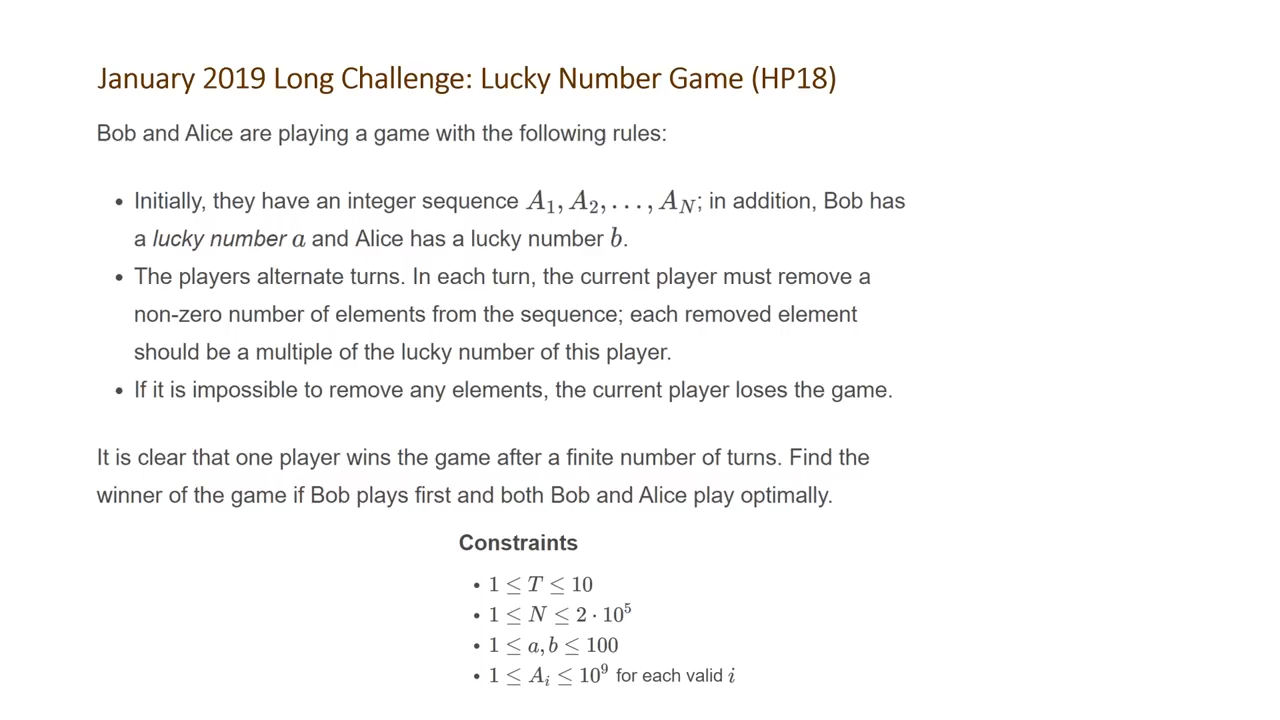 January 2019 Long Challenge: Lucky Number Game (HP18)
Bob and Alice are playing a game with the following rules:
• Initially, they have an integer sequence A₁, A₂, . . . , A_N; in addition, Bob has
a lucky number a and Alice has a lucky number b.
• The players alternate turns. In each turn, the current player must remove a
non-zero number of elements from the sequence; each removed element
should be a multiple of the lucky number of this player.
• If it is impossible to remove any elements, the current player loses the game.
It is clear that one player wins the game after a finite number of turns. Find the
winner of the game if Bob plays first and both Bob and Alice play optimally.
Constraints
• 1 ≤ T ≤ 10
• 1 ≤ N ≤ 2 · 10⁵
• 1 ≤ a, b ≤ 100
• 1 ≤ A_i ≤ 10⁹ for each valid i